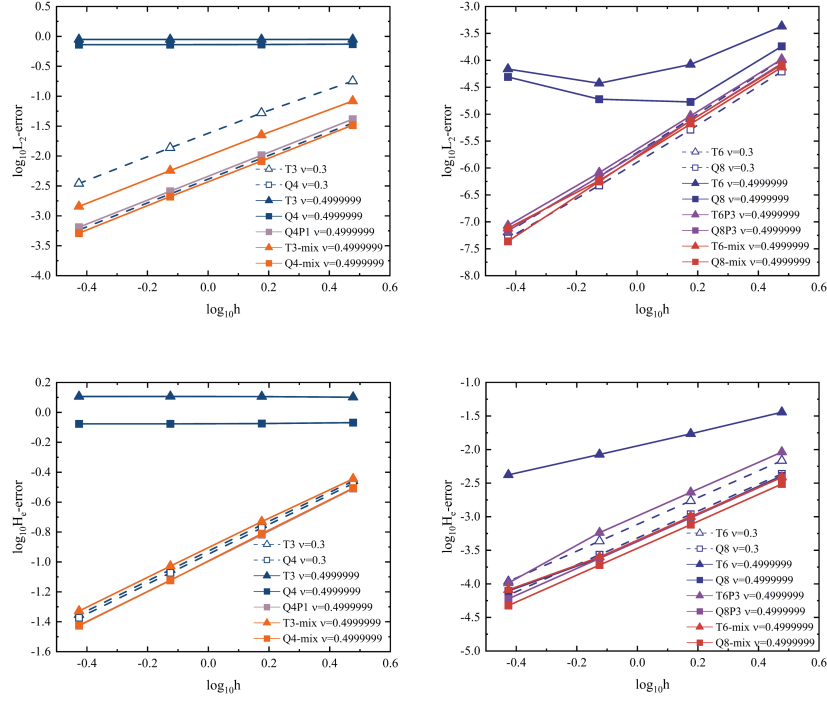 0.5
0.0
-0.5
-1.0
-1.5
-2.0
-2.5
-3.0
-3.5
-4.0
log₁₀L₂-error
T3 ν=0.3
Q4 ν=0.3
T3 ν=0.4999999
Q4 ν=0.4999999
Q4P1 ν=0.4999999
T3-mix ν=0.4999999
Q4-mix ν=0.4999999
-0.4 -0.2 0.0 0.2 0.4 0.6
log₁₀h
-3.0
-3.5
-4.0
-4.5
-5.0
-5.5
-6.0
-6.5
-7.0
-7.5
-8.0
log₁₀L₂-error
T6 ν=0.3
Q8 ν=0.3
T6 ν=0.4999999
Q8 ν=0.4999999
T6P3 ν=0.4999999
Q8P3 ν=0.4999999
T6-mix ν=0.4999999
Q8-mix ν=0.4999999
-0.4 -0.2 0.0 0.2 0.4 0.6
log₁₀h
0.2
0.0
-0.2
-0.4
-0.6
-0.8
-1.0
-1.2
-1.4
-1.6
log₁₀Hₑ-error
T3 ν=0.3
Q4 ν=0.3
T3 ν=0.4999999
Q4 ν=0.4999999
Q4P1 ν=0.4999999
T3-mix ν=0.4999999
Q4-mix ν=0.4999999
-0.4 -0.2 0.0 0.2 0.4 0.6
log₁₀h
-1.0
-1.5
-2.0
-2.5
-3.0
-3.5
-4.0
-4.5
-5.0
log₁₀Hₑ-error
T6 ν=0.3
Q8 ν=0.3
T6 ν=0.4999999
Q8 ν=0.4999999
T6P3 ν=0.4999999
Q8P3 ν=0.4999999
T6-mix ν=0.4999999
Q8-mix ν=0.4999999
-0.4 -0.2 0.0 0.2 0.4 0.6
log₁₀h